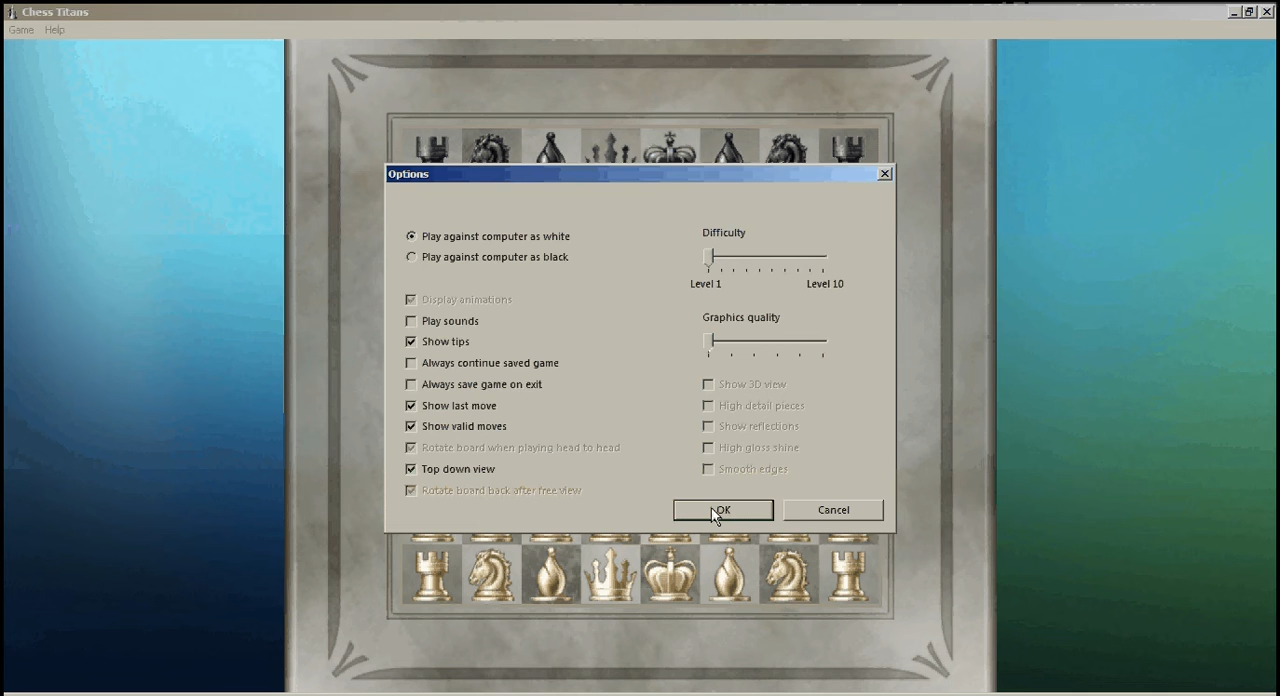 Chess Titans
Game Help
Options
Play against computer as white
Play against computer as black
Display animations
Play sounds
Show tips
Always continue saved game
Always save game on exit
Show last move
Show valid moves
Rotate board when playing head to head
Top down view
Rotate board back after free view
Difficulty
Level 1 Level 10
Graphics quality
Show 3D view
High detail pieces
Show reflections
High gloss shine
Smooth edges
OK Cancel